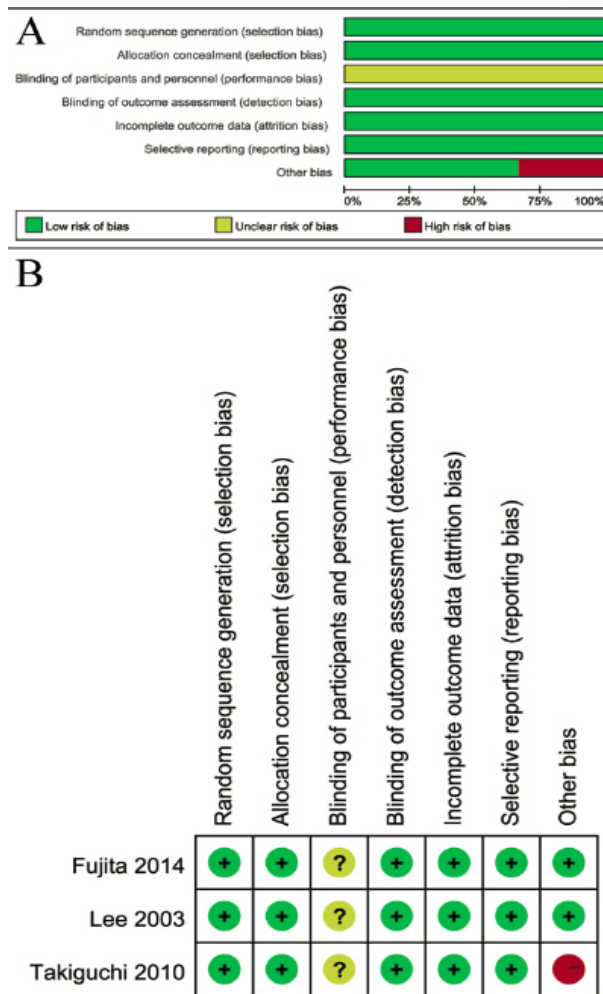 A
Random sequence generation (selection bias)
Allocation concealment (selection bias)
Blinding of participants and personnel (performance bias)
Blinding of outcome assessment (detection bias)
Incomplete outcome data (attrition bias)
Selective reporting (reporting bias)
Other bias
0% 25% 50% 75% 100%
Low risk of bias Unclear risk of bias High risk of bias
B
Random sequence generation (selection bias)
Allocation concealment (selection bias)
Blinding of participants and personnel (performance bias)
Blinding of outcome assessment (detection bias)
Incomplete outcome data (attrition bias)
Selective reporting (reporting bias)
Other bias
Fujita 2014 + + ? + + + +
Lee 2003 + + ? + + + +
Takiguchi 2010 + + ? + + + -